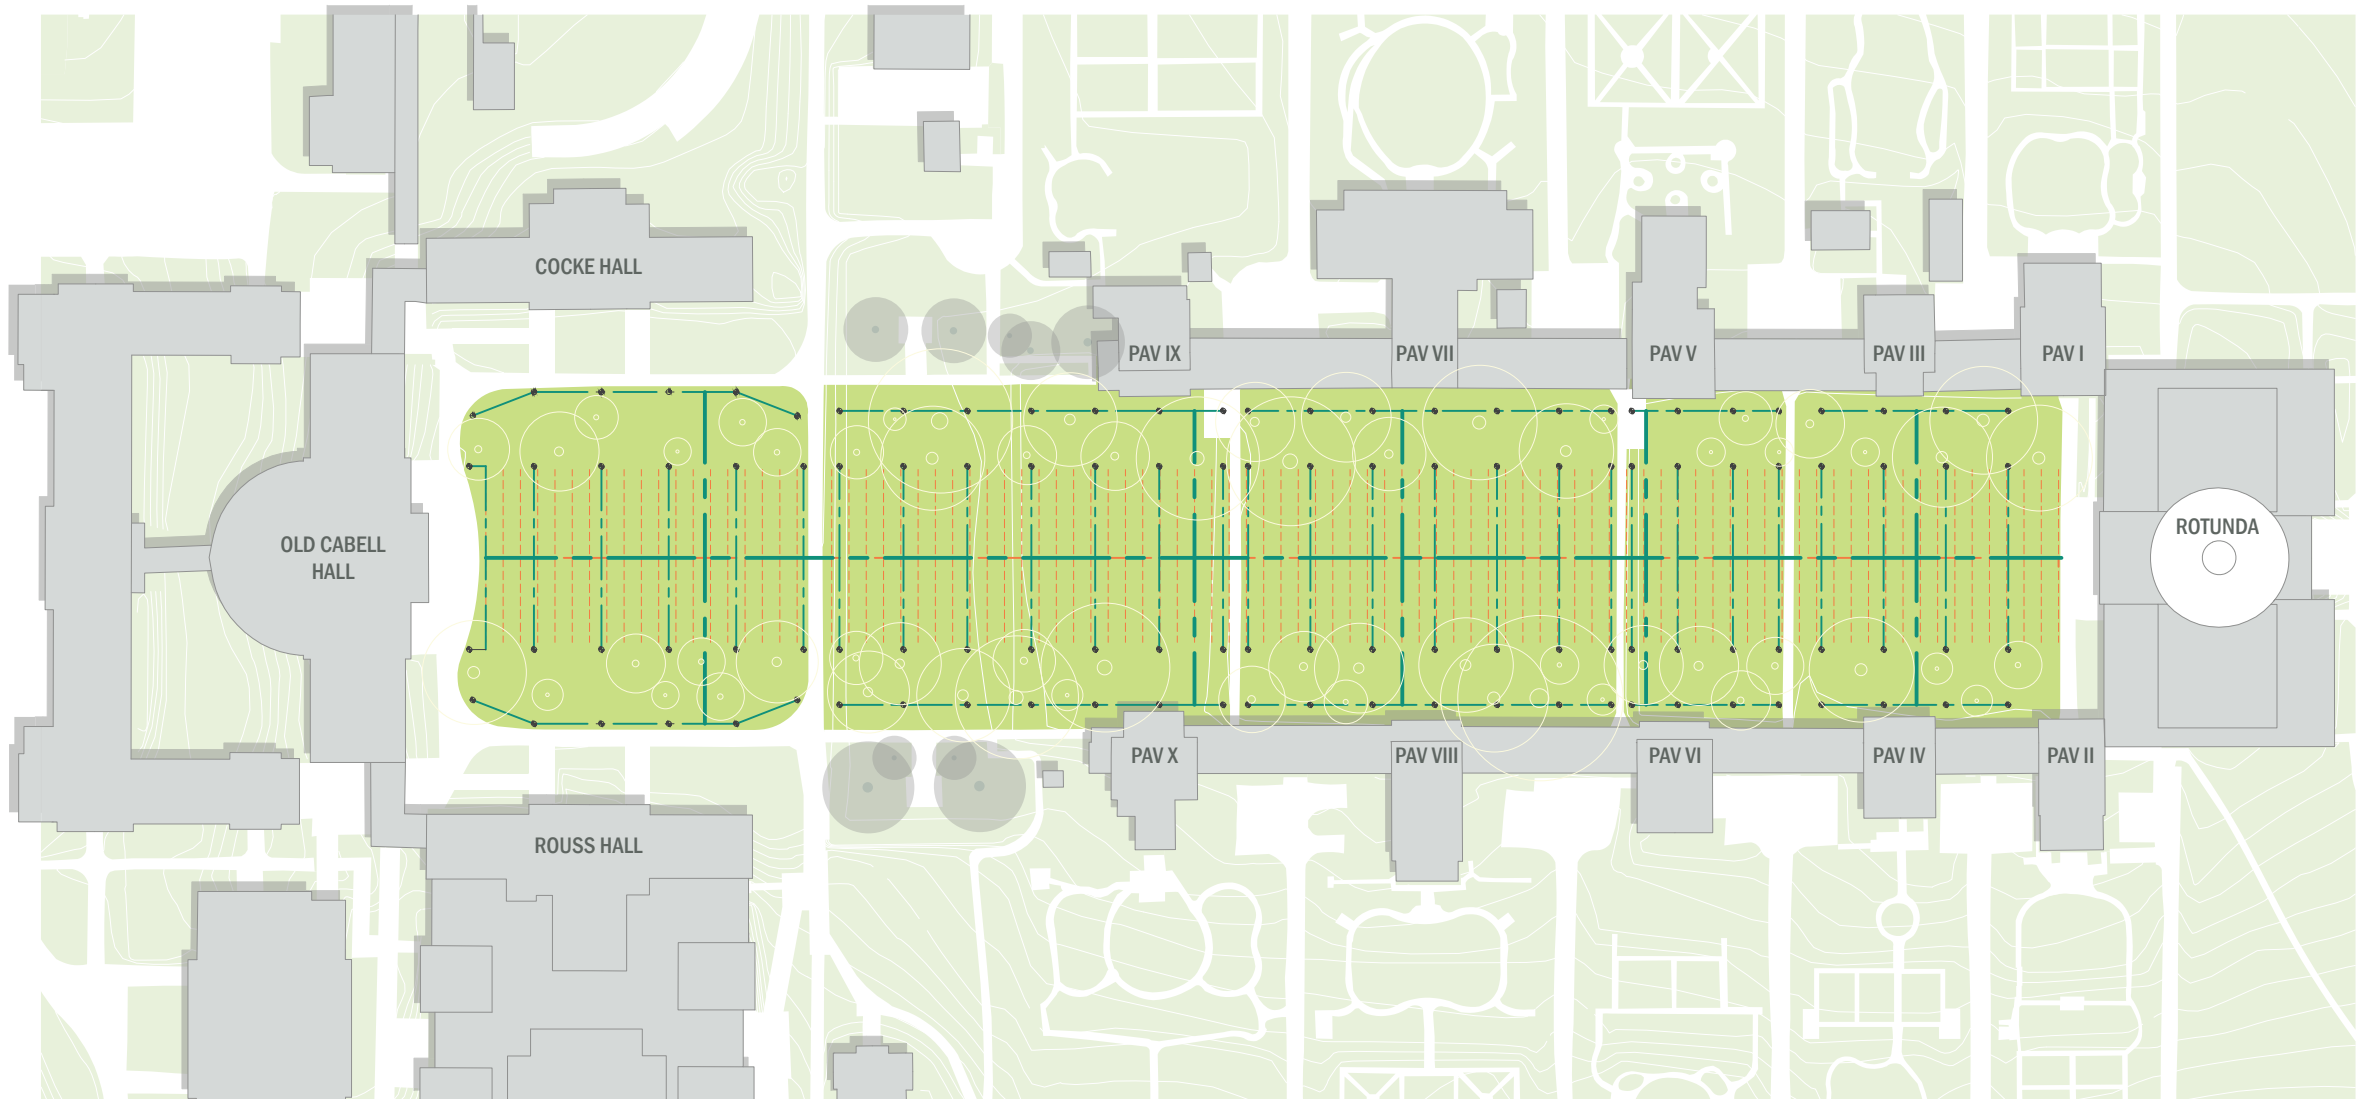 COCKE HALL
PAV IX
PAV VII
PAV V
PAV III
PAV I
OLD CABELL
HALL
ROTUNDA
PAV X
PAV VIII
PAV VI
PAV IV
PAV II
ROUSS HALL